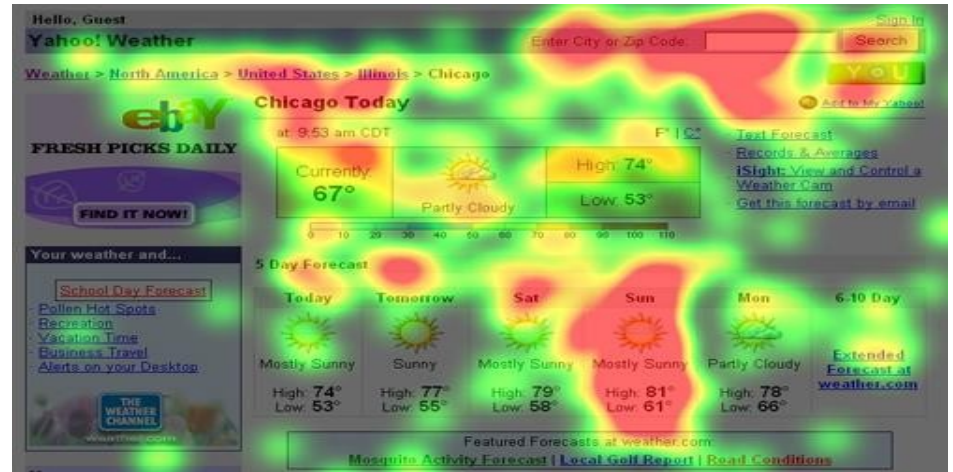 Hello, Guest
Sign In
Yahoo! Weather
Enter City or Zip Code:
Search
Weather > North America > United States > Illinois > Chicago
Y O U
Chicago Today
Add to My Yahoo!
ebY
FRESH PICKS DAILY
FIND IT NOW!
at: 9:53 am CDT
F° | C°
Currently:
67°
Partly Cloudy
High: 74°
Low: 53°
0 10 20 30 40 50 60 70 80 90 100 110
Text Forecast
Records & Averages
iSight: View and Control a
Weather Cam
Get this forecast by email
Your weather and...
School Day Forecast
Pollen Hot Spots
Recreation
Vacation Time
Business Travel
Alerts on your Desktop
THE
WEATHER
CHANNEL
weather.com
5 Day Forecast
Today Tomorrow Sat Sun Mon 6-10 Day
Mostly Sunny Sunny Mostly Sunny Mostly Sunny Partly Cloudy
Extended
Forecast at
weather.com
High: 74° High: 77° High: 79° High: 81° High: 78°
Low: 53° Low: 55° Low: 58° Low: 61° Low: 66°
Featured Forecasts at weather.com:
Mosquito Activity Forecast | Local Golf Report | Road Conditions